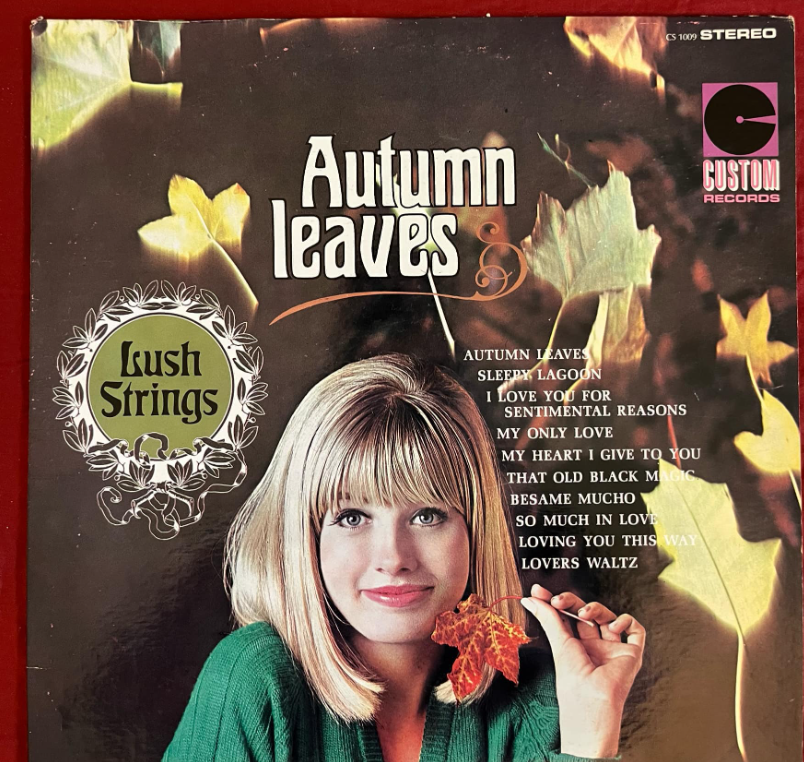 CS 1009 STEREO
CUSTOM
RECORDS
Autumn
leaves
Lush
Strings
AUTUMN LEAVES
SLEEPY LAGOON
I LOVE YOU FOR
SENTIMENTAL REASONS
MY ONLY LOVE
MY HEART I GIVE TO YOU
THAT OLD BLACK MAGIC
BESAME MUCHO
SO MUCH IN LOVE
LOVING YOU THIS WAY
LOVERS WALTZ